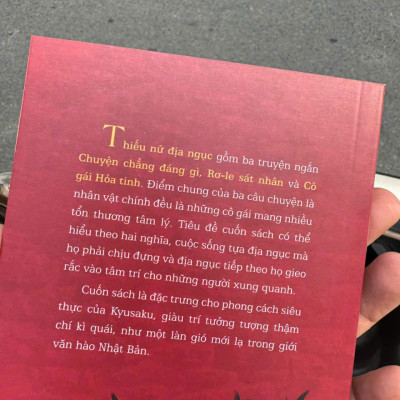 Thiếu nữ địa ngục gồm ba truyện ngắn
Chuyện chẳng đáng gì, Rơ-le sát nhân và Cô
gái Hỏa tinh. Điểm chung của ba câu chuyện là
nhân vật chính đều là những cô gái mang nhiều
tổn thương tâm lý. Tiêu đề cuốn sách có thể
hiểu theo hai nghĩa, cuộc sống tựa địa ngục mà
họ phải chịu đựng và địa ngục tiếp theo họ gieo
rắc vào tâm trí cho những người xung quanh.
Cuốn sách là đặc trưng cho phong cách siêu
thực của Kyusaku, giàu trí tưởng tượng thậm
chí kì quái, như một làn gió mới lạ trong giới
văn hào Nhật Bản.